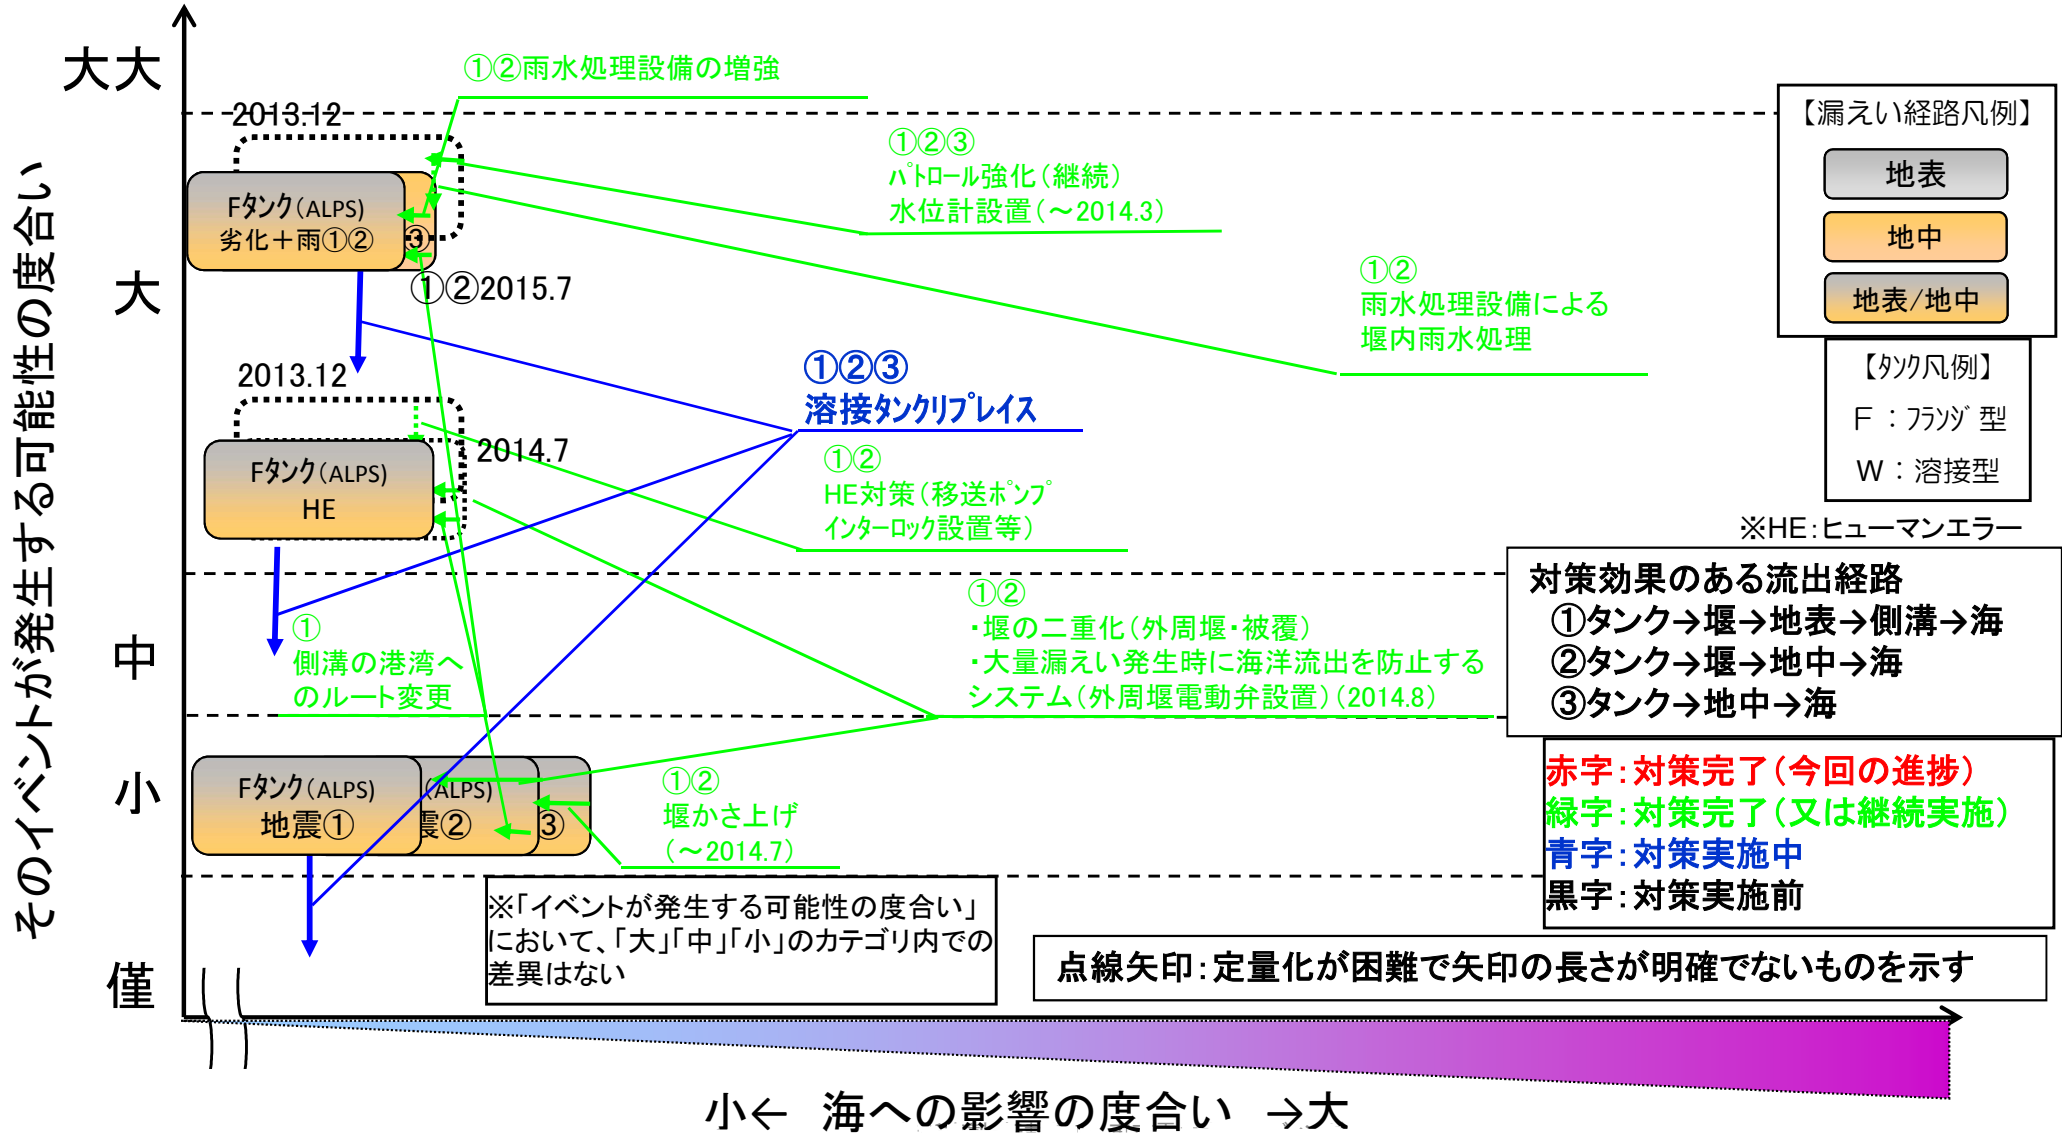 そのイベントが発生する可能性の度合い
大大
大
中
小
僅
①②雨水処理設備の増強
2013.12
Fタンク(ALPS)
劣化+雨①②
③
①②2015.7
①②③
パトロール強化(継続)
水位計設置(~2014.3)
①②
雨水処理設備による
堰内雨水処理
2013.12
2014.7
Fタンク(ALPS)
HE
①②③
溶接タンクリプレイス
①②
HE対策(移送ポンプ
インターロック設置等)
①
側溝の港湾へ
のルート変更
①②
・堰の二重化(外周堰・被覆)
・大量漏えい発生時に海洋流出を防止する
システム(外周堰電動弁設置)(2014.8)
Fタンク(ALPS)
地震①
(ALPS)
震②
③
①②
堰かさ上げ
(~2014.7)
※「イベントが発生する可能性の度合い」
において、「大」「中」「小」のカテゴリ内での
差異はない
【漏えい経路凡例】
地表
地中
地表/地中
【タンク凡例】
F:フランジ型
W:溶接型
※HE:ヒューマンエラー
対策効果のある流出経路
①タンク→堰→地表→側溝→海
②タンク→堰→地中→海
③タンク→地中→海
赤字:対策完了(今回の進捗)
緑字:対策完了(又は継続実施)
青字:対策実施中
黒字:対策実施前
点線矢印:定量化が困難で矢印の長さが明確でないものを示す
小← 海への影響の度合い →大